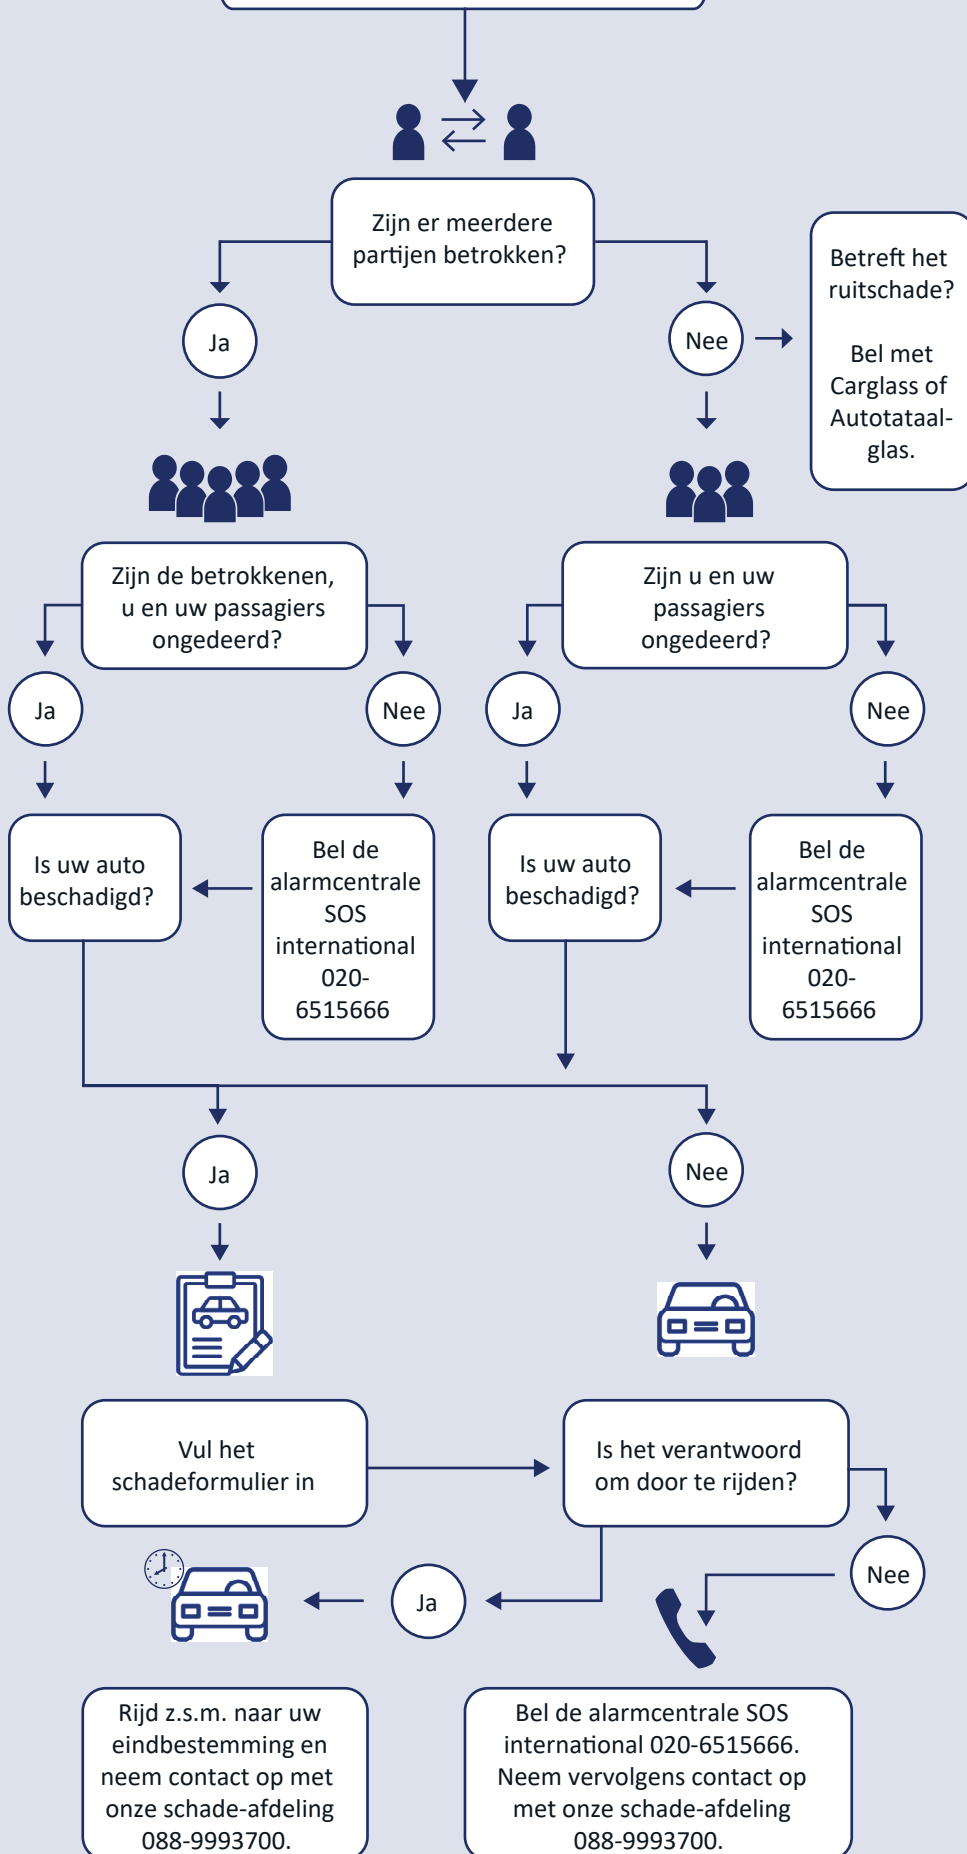 Zijn er meerdere
partijen betrokken?
Ja
Nee
Betreft het
ruitschade?
Bel met
Carglass of
Autotataal-
glas.
Zijn de betrokkenen,
u en uw passagiers
ongedeerd?
Zijn u en uw
passagiers
ongedeerd?
Ja
Nee
Ja
Nee
Is uw auto
beschadigd?
Bel de
alarmcentrale
SOS
international
020-
6515666
Is uw auto
beschadigd?
Bel de
alarmcentrale
SOS
international
020-
6515666
Ja
Nee
Vul het
schadeformulier in
Is het verantwoord
om door te rijden?
Ja
Nee
Rijd z.s.m. naar uw
eindbestemming en
neem contact op met
onze schade-afdeling
088-9993700.
Bel de alarmcentrale SOS
international 020-6515666.
Neem vervolgens contact op
met onze schade-afdeling
088-9993700.